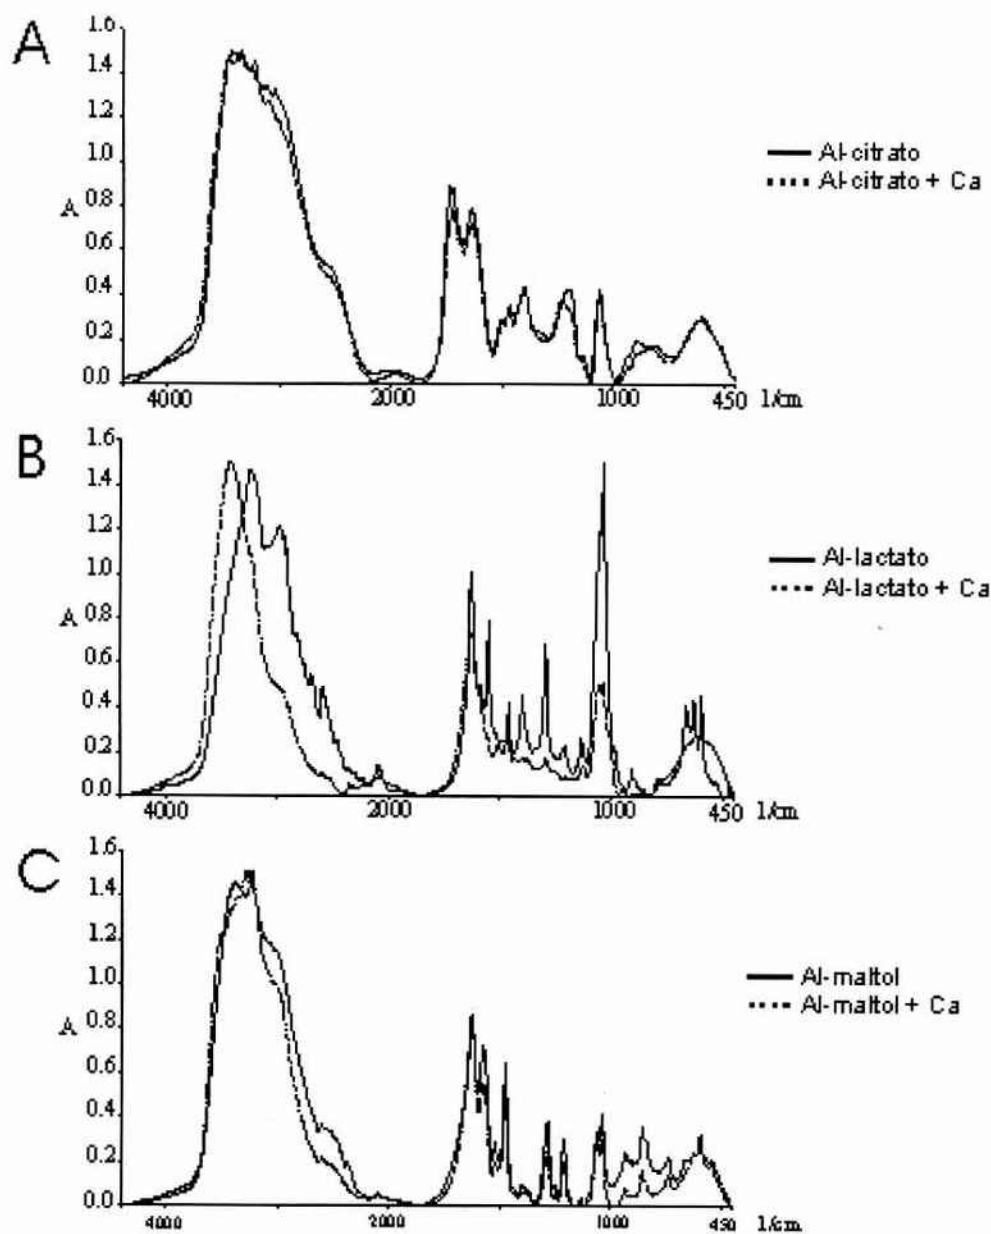 A
1.6
1.4
1.2
1.0
0.8
A
0.6
0.4
0.2
0.0
4000 2000 1000 450 1/cm
Al-citrato
Al-citrato + Ca
B
1.6
1.4
1.2
1.0
0.8
A
0.6
0.4
0.2
0.0
4000 2000 1000 450 1/cm
Al-lactato
Al-lactato + Ca
C
1.6
1.4
1.2
1.0
0.8
A
0.6
0.4
0.2
0.0
4000 2000 1000 450 1/cm
Al-maltol
Al-maltol + Ca